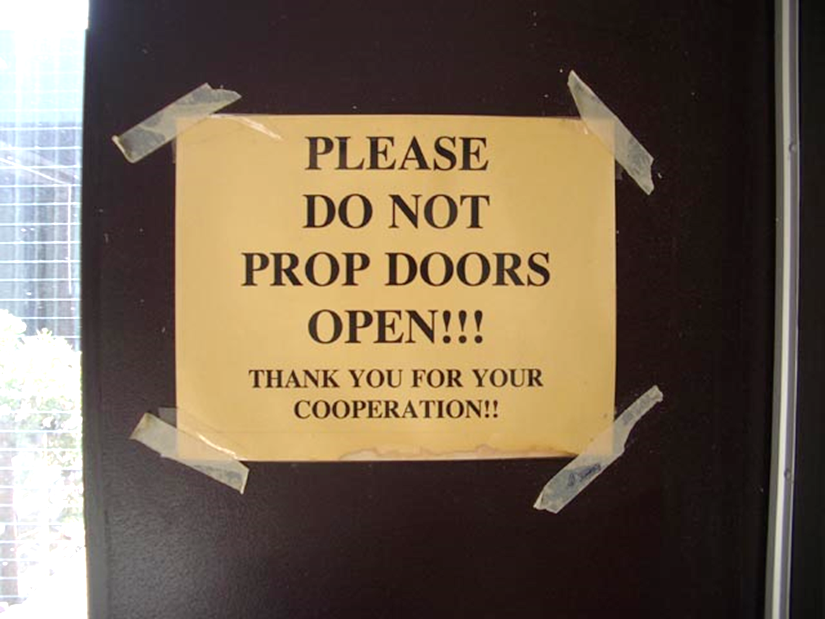 PLEASE
DO NOT
PROP DOORS
OPEN!!!
THANK YOU FOR YOUR
COOPERATION!!